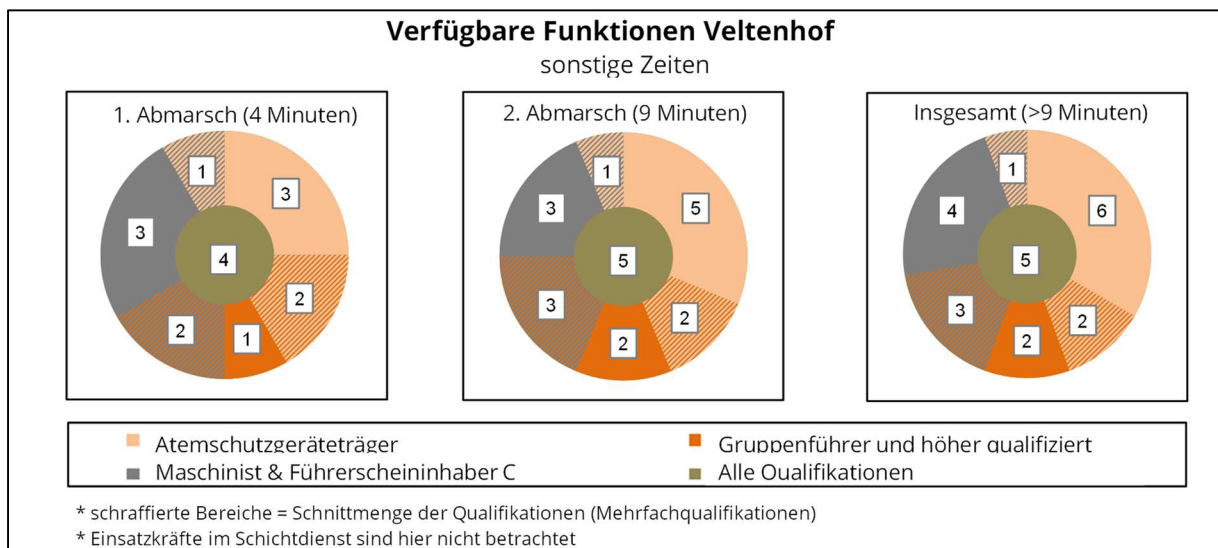 Verfügbare Funktionen Veltenhof
sonstige Zeiten
1. Abmarsch (4 Minuten)
1
3
3
4
2
2
1
2. Abmarsch (9 Minuten)
1
3
5
5
3
2
2
Insgesamt (>9 Minuten)
1
4
6
5
3
2
2
Atemschutzgeräteträger
Gruppenführer und höher qualifiziert
Maschinist & Führerscheininhaber C
Alle Qualifikationen
* schraffierte Bereiche = Schnittmenge der Qualifikationen (Mehrfachqualifikationen)
* Einsatzkräfte im Schichtdienst sind hier nicht betrachtet